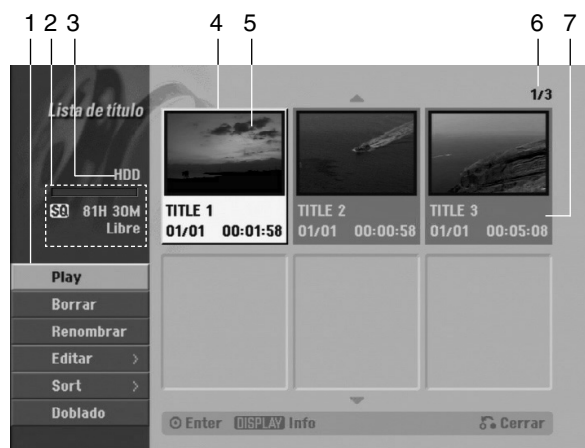 1 2 3 4 5 6 7
1/3
Lista de título
HDD
SQ 81H 30M
Libre
TITLE 1
01/01 00:01:58
TITLE 2
01/01 00:00:58
TITLE 3
01/01 00:05:08
Play
Borrar
Renombrar
Editar >
Sort >
Doblado
Enter DISPLAY Info
Cerrar